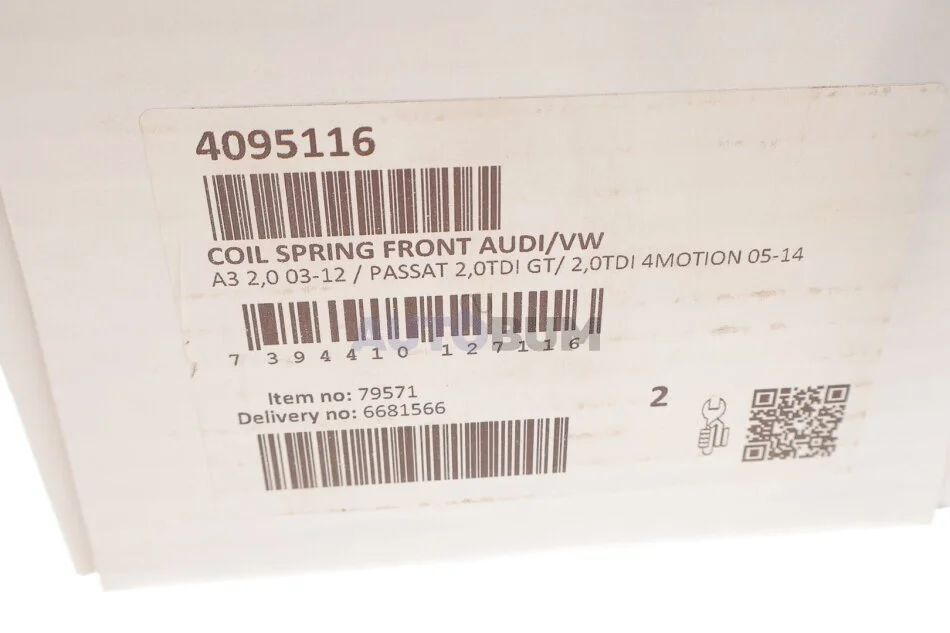 4095116
COIL SPRING FRONT AUDI/VW
A3 2,0 03-12 / PASSAT 2,0TDI GT/ 2,0TDI 4MOTION 05-14
AUTOBUM
7 394410 127116
Item no: 79571
Delivery no: 6681566
2